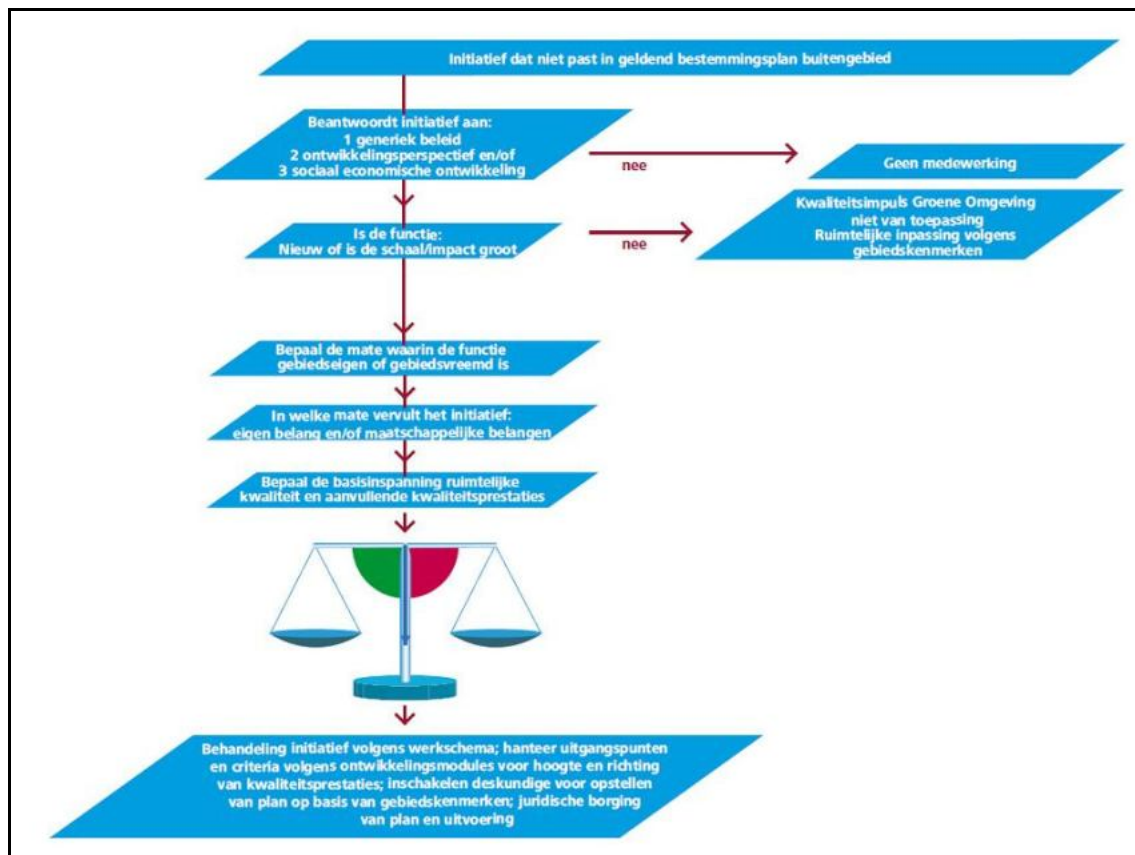 Initiatief dat niet past in geldend bestemmingsplan buitengebied
Beantwoordt initiatief aan:
1 generiek beleid
2 ontwikkelingsperspectief en/of
3 sociaal economische ontwikkeling
nee
Geen medewerking
Is de functie:
Nieuw of is de schaal/impact groot
nee
Kwaliteitsimpuls Groene Omgeving
niet van toepassing
Ruimtelijke inpassing volgens
gebiedskenmerken
Bepaal de mate waarin de functie
gebiedseigen of gebiedsvreemd is
In welke mate vervult het initiatief:
eigen belang en/of maatschappelijke belangen
Bepaal de basisinspanning ruimtelijke
kwaliteit en aanvullende kwaliteitsprestaties
Behandeling initiatief volgens werkschema; hanteer uitgangspunten
en criteria volgens ontwikkelingsmodules voor hoogte en richting
van kwaliteitsprestaties; inschakelen deskundige voor opstellen
van plan op basis van gebiedskenmerken; juridische borging
van plan en uitvoering